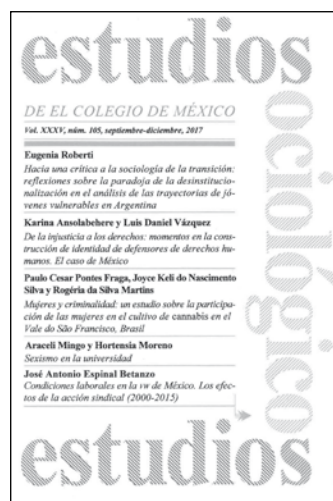 estudios
ociológico
DE EL COLEGIO DE MÉXICO
Vol. XXXV, núm. 105, septiembre-diciembre, 2017
Eugenia Roberti
Hacia una crítica a la sociología de la transición:
reflexiones sobre la paradoja de la desinstitucio-
nalización en el análisis de las trayectorias de jó-
venes vulnerables en Argentina
Karina Ansolabehere y Luis Daniel Vázquez
De la injusticia a los derechos: momentos en la cons-
trucción de identidad de defensores de derechos hu-
manos. El caso de México
Paulo Cesar Pontes Fraga, Joyce Keli do Nascimento
Silva y Rogéria da Silva Martins
Mujeres y criminalidad: un estudio sobre la participa-
ción de las mujeres en el cultivo de cannabis en el
Vale do São Francisco, Brasil
Araceli Mingo y Hortensia Moreno
Sexismo en la universidad
José Antonio Espinal Betanzo
Condiciones laborales en la VW de México. Los efec-
tos de la acción sindical (2000-2015)
estudios